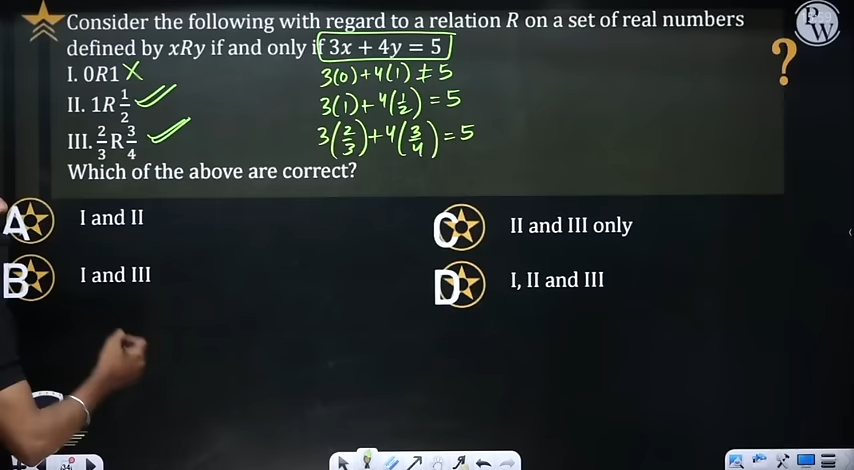 Consider the following with regard to a relation R on a set of real numbers
defined by xRy if and only if 3x + 4y = 5
I. 0R1 X 3(0)+4(1) ≠ 5
II. 1R 1/2 3(1)+4(1/2) = 5
III. 2/3 R 3/4 3(2/3)+4(3/4) = 5
Which of the above are correct?
A I and II
C II and III only
B I and III
D I, II and III
?
PW